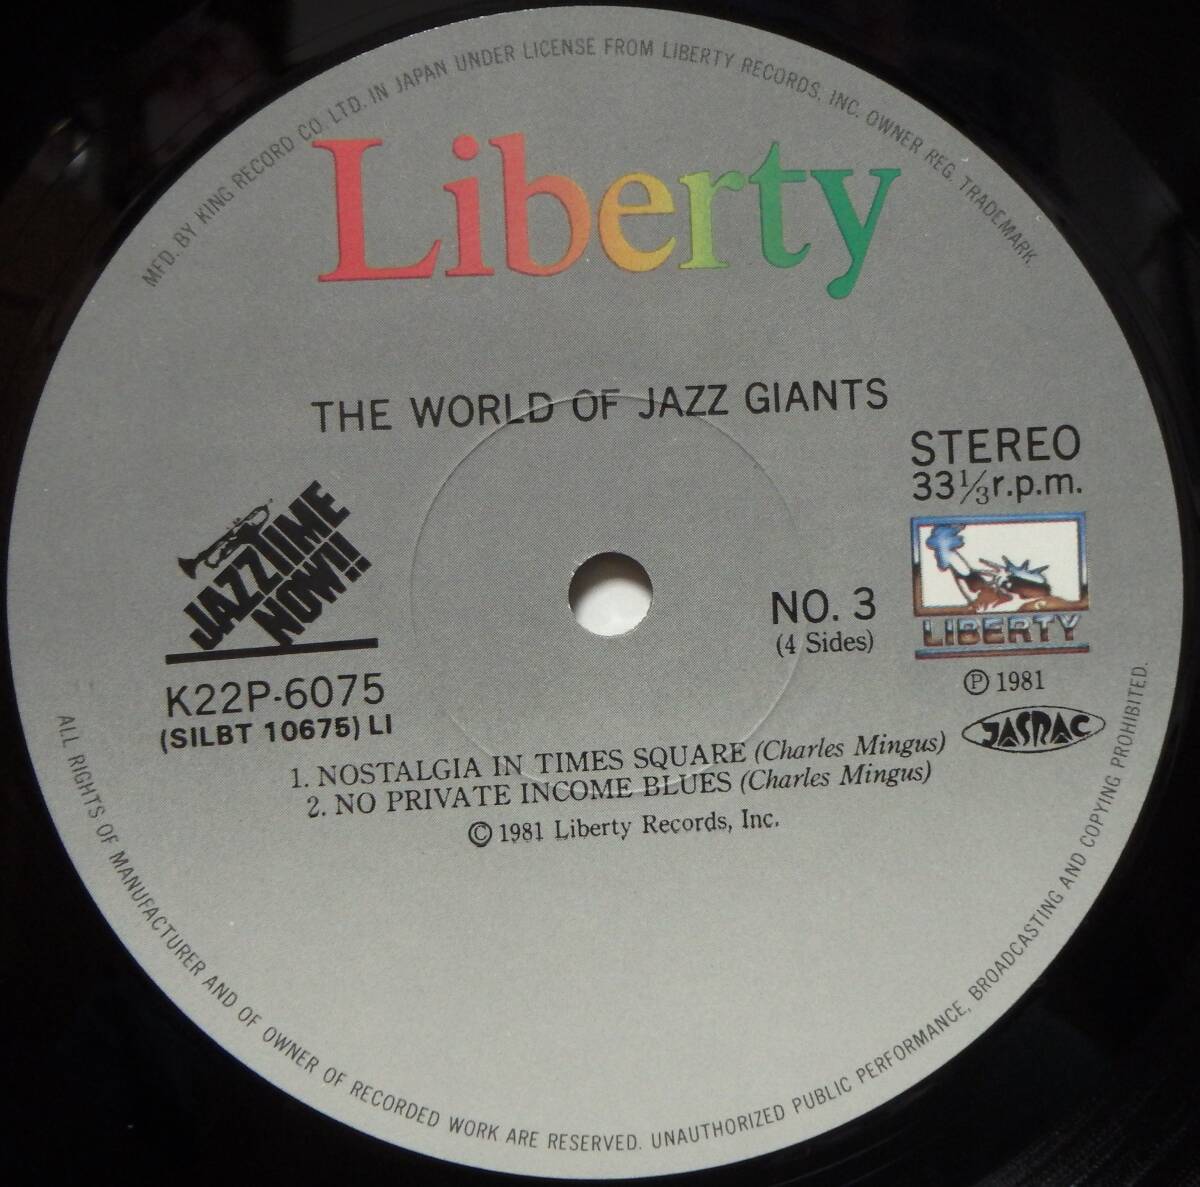 MFD. BY KING RECORD CO. LTD. IN JAPAN UNDER LICENSE FROM LIBERTY RECORDS, INC. OWNER REG. TRADEMARK.
Liberty
THE WORLD OF JAZZ GIANTS
STEREO
33⅓r.p.m.
JAZZTIME
NOW!!
LIBERTY
NO. 3
(4 Sides)
K22P-6075
(SILBT 10675) LI
Ⓟ 1981
JASRAC
1. NOSTALGIA IN TIMES SQUARE (Charles Mingus)
2. NO PRIVATE INCOME BLUES (Charles Mingus)
© 1981 Liberty Records, Inc.
ALL RIGHTS OF MANUFACTURER AND OF OWNER OF RECORDED WORK ARE RESERVED. UNAUTHORIZED PUBLIC PERFORMANCE, BROADCASTING AND COPYING PROHIBITED.